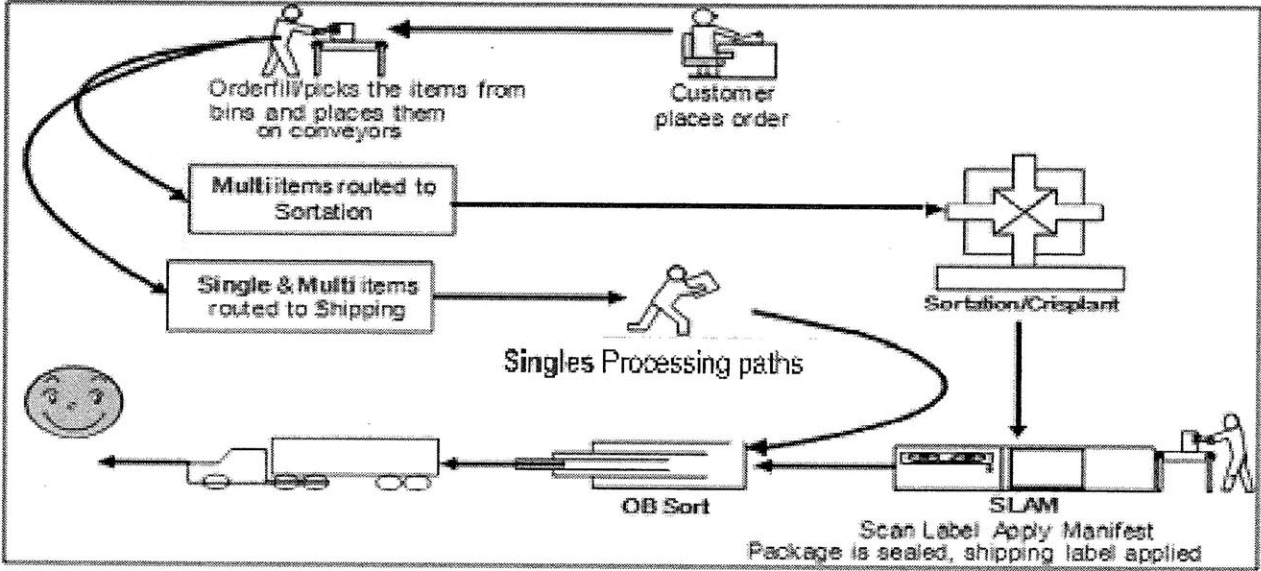 Orderfill/picks the items from
bins and places them
on conveyors
Customer
places order
Multi items routed to
Sortation
Single & Multi items
routed to Shipping
Sortation/Crisplant
Singles Processing paths
OB Sort
SLAM
Scan Label Apply Manifest
Package is sealed, shipping label applied